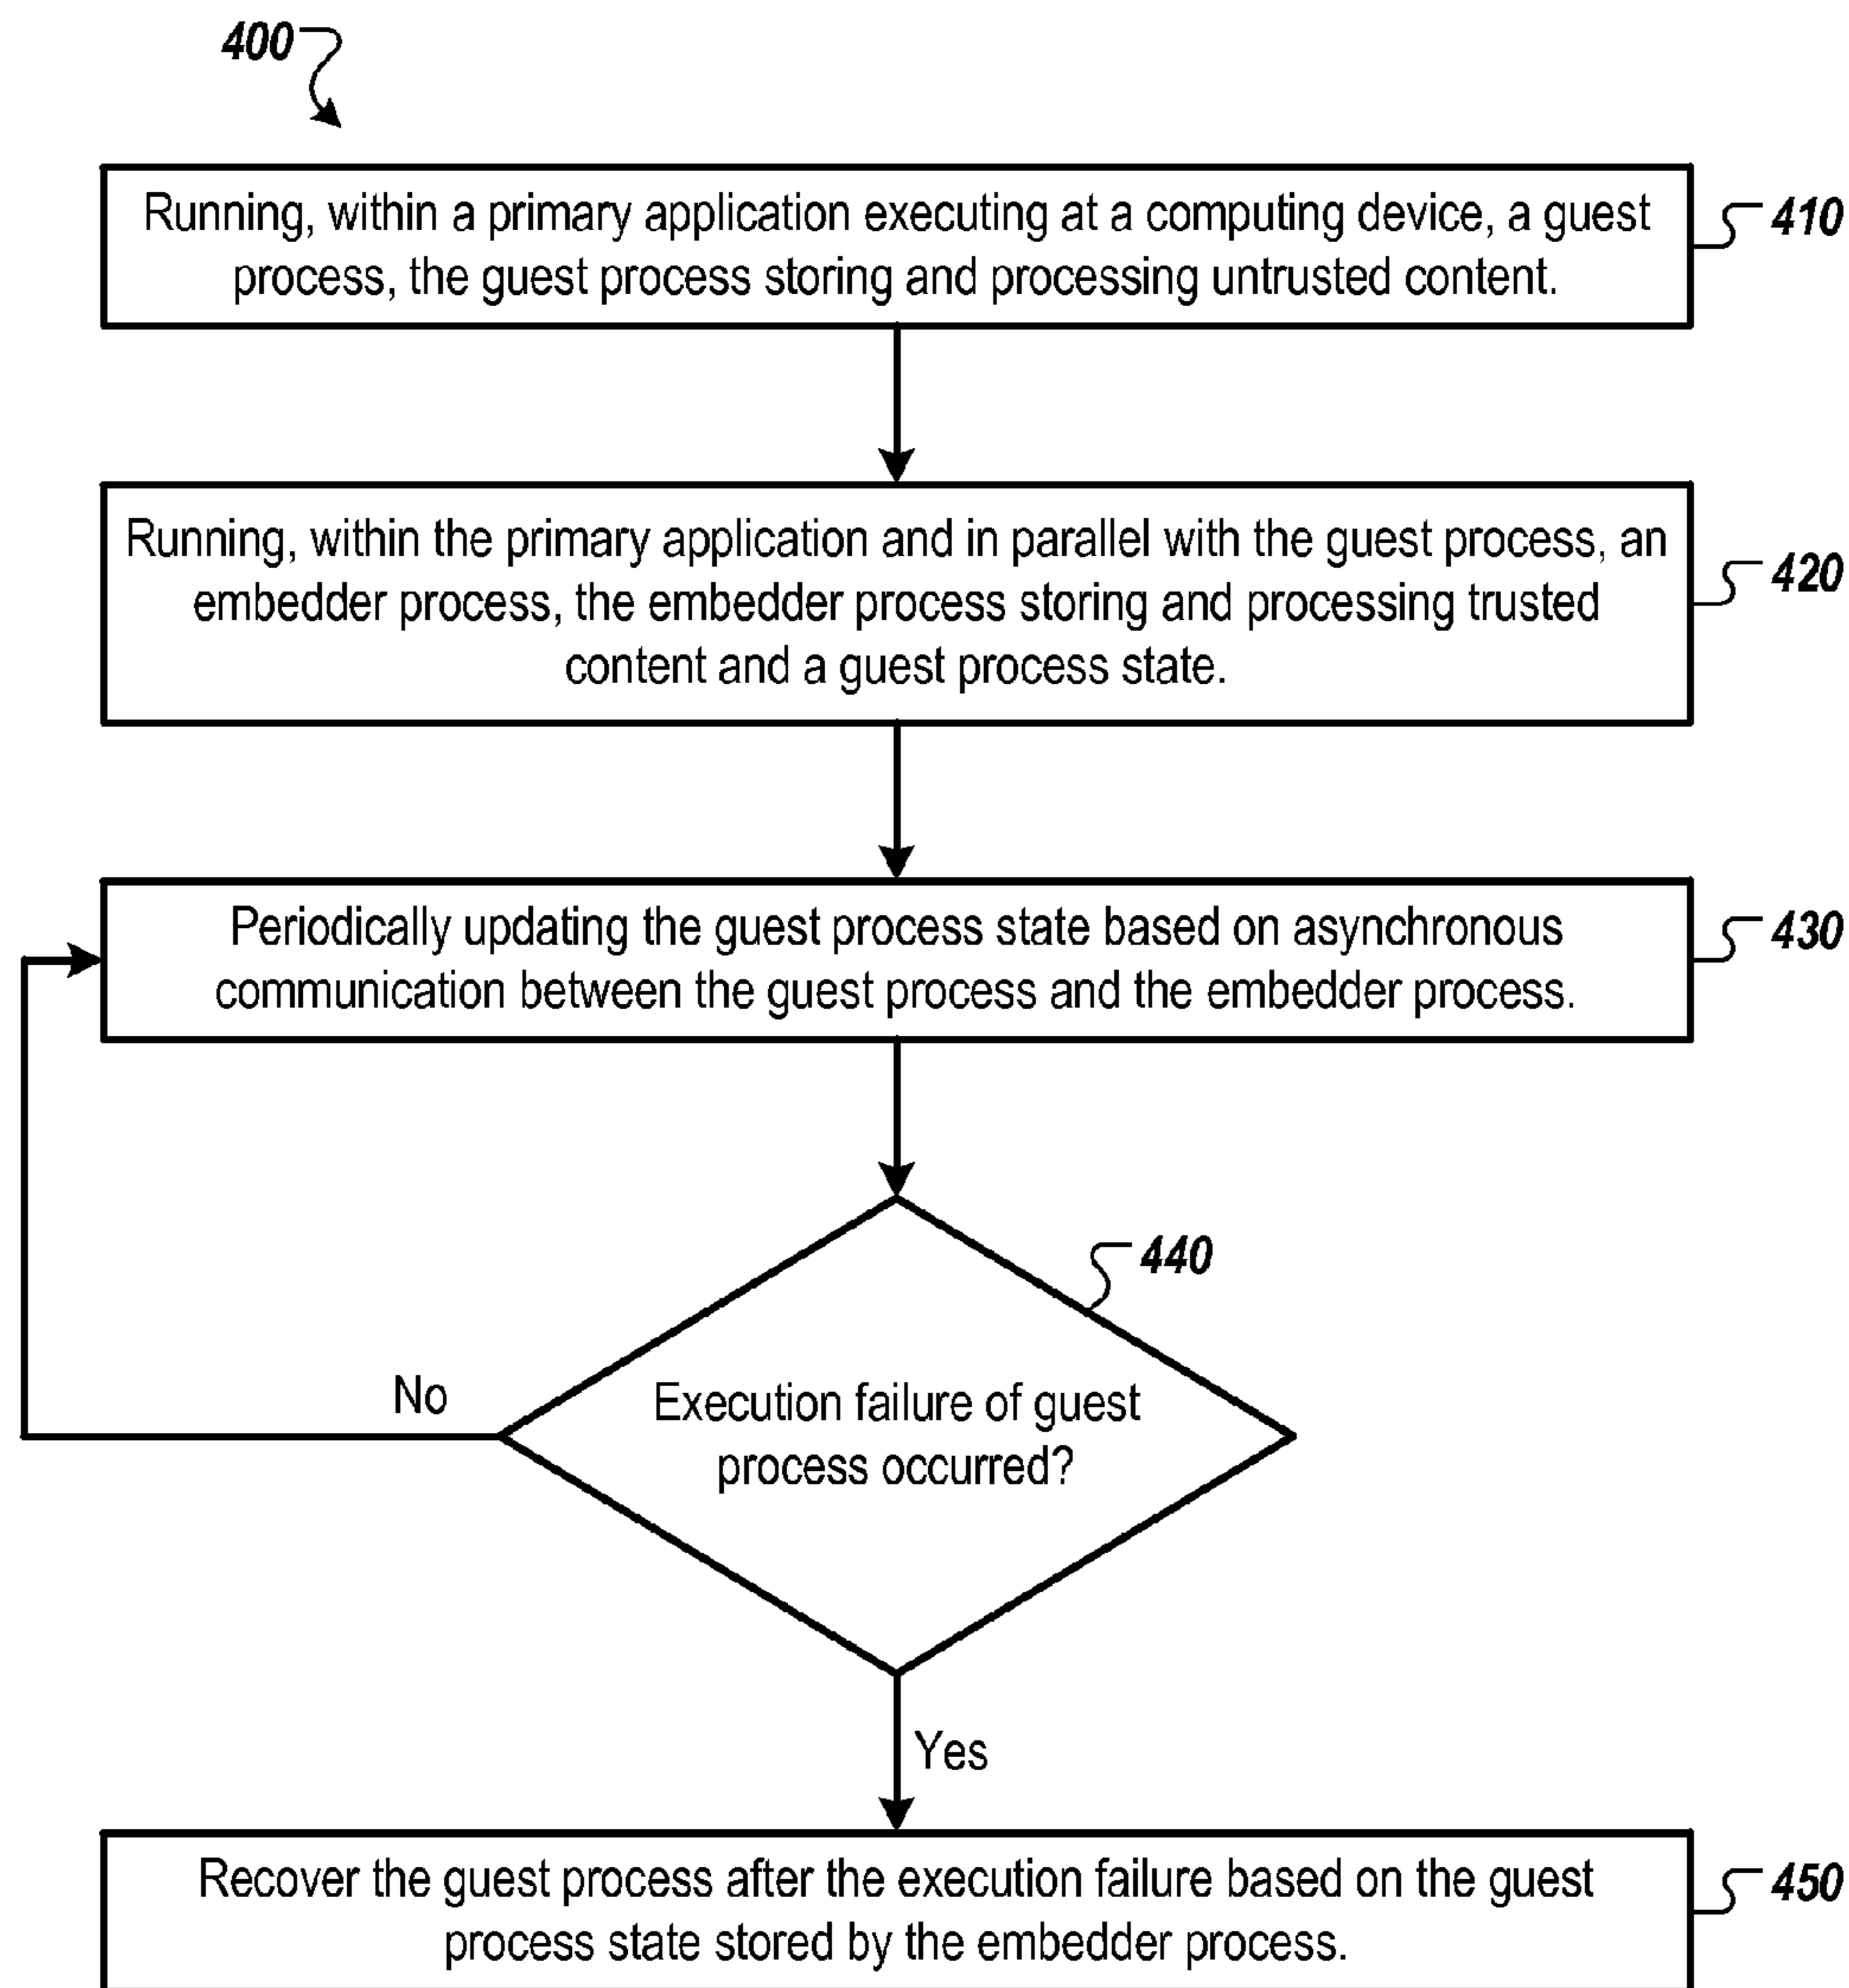 400
Running, within a primary application executing at a computing device, a guest
process, the guest process storing and processing untrusted content.
410
Running, within the primary application and in parallel with the guest process, an
embedder process, the embedder process storing and processing trusted
content and a guest process state.
420
Periodically updating the guest process state based on asynchronous
communication between the guest process and the embedder process.
430
440
Execution failure of guest
process occurred?
No
Yes
Recover the guest process after the execution failure based on the guest
process state stored by the embedder process.
450